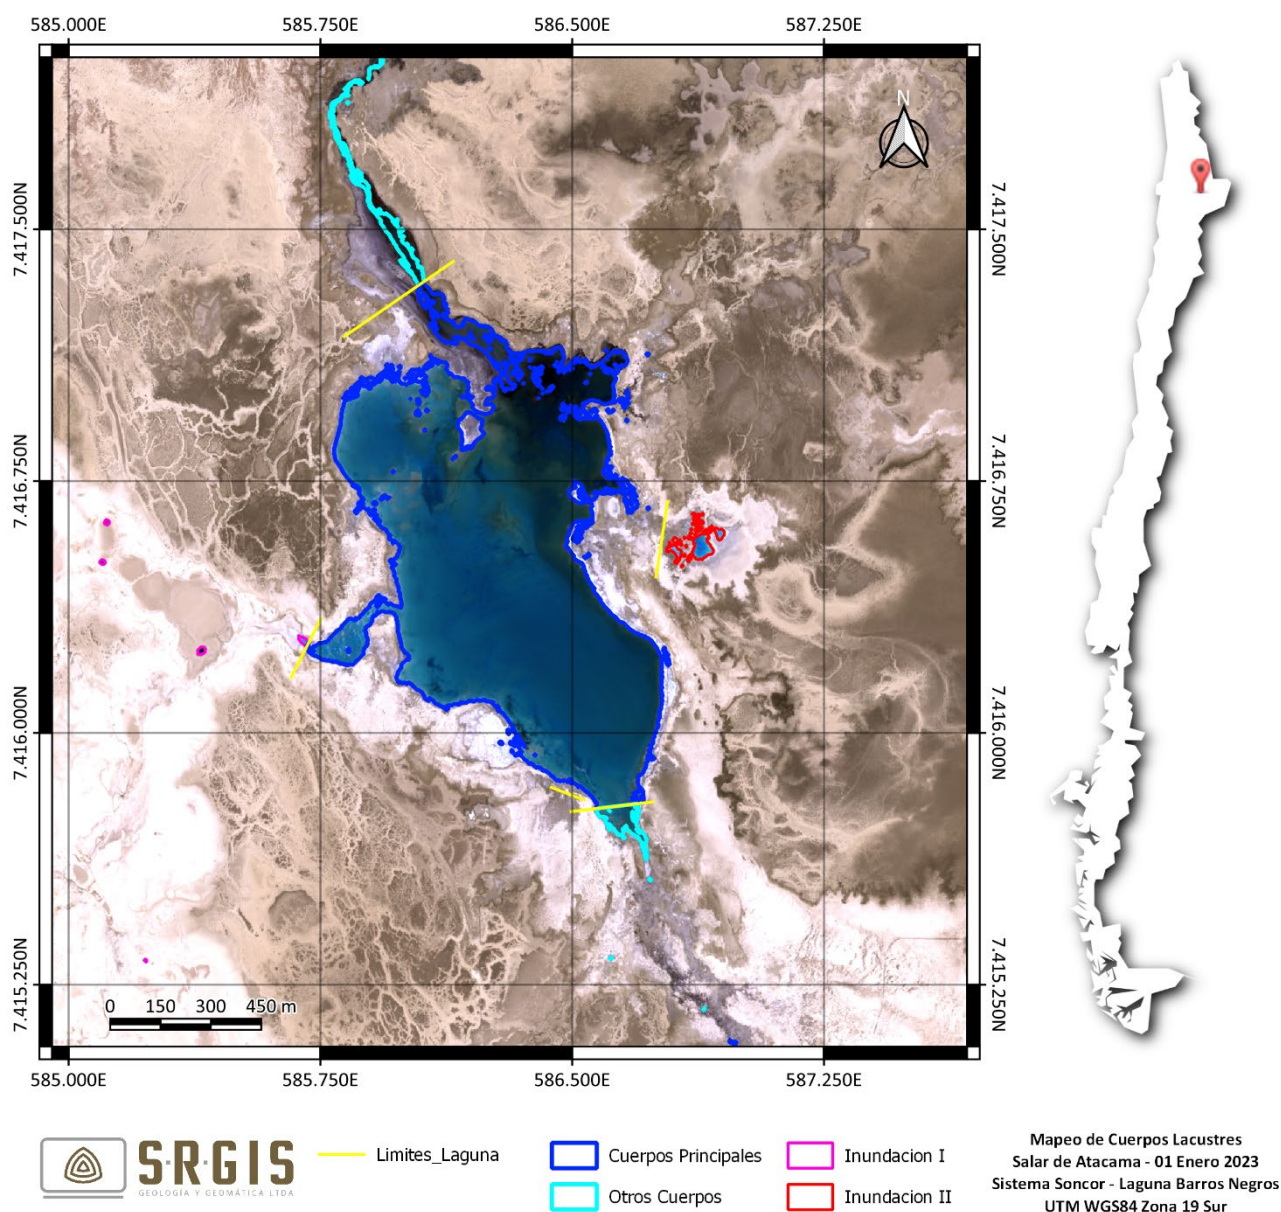 585.000E 585.750E 586.500E 587.250E
N
7.417.500N 7.417.500N
7.416.750N 7.416.750N
7.416.000N 7.416.000N
7.415.250N 7.415.250N
0 150 300 450 m
585.000E 585.750E 586.500E 587.250E
S·R·GIS
GEOLOGÍA Y GEOMÁTICA LTDA
Limites_Laguna
Cuerpos Principales
Otros Cuerpos
Inundacion I
Inundacion II
Mapeo de Cuerpos Lacustres
Salar de Atacama - 01 Enero 2023
Sistema Soncor - Laguna Barros Negros
UTM WGS84 Zona 19 Sur